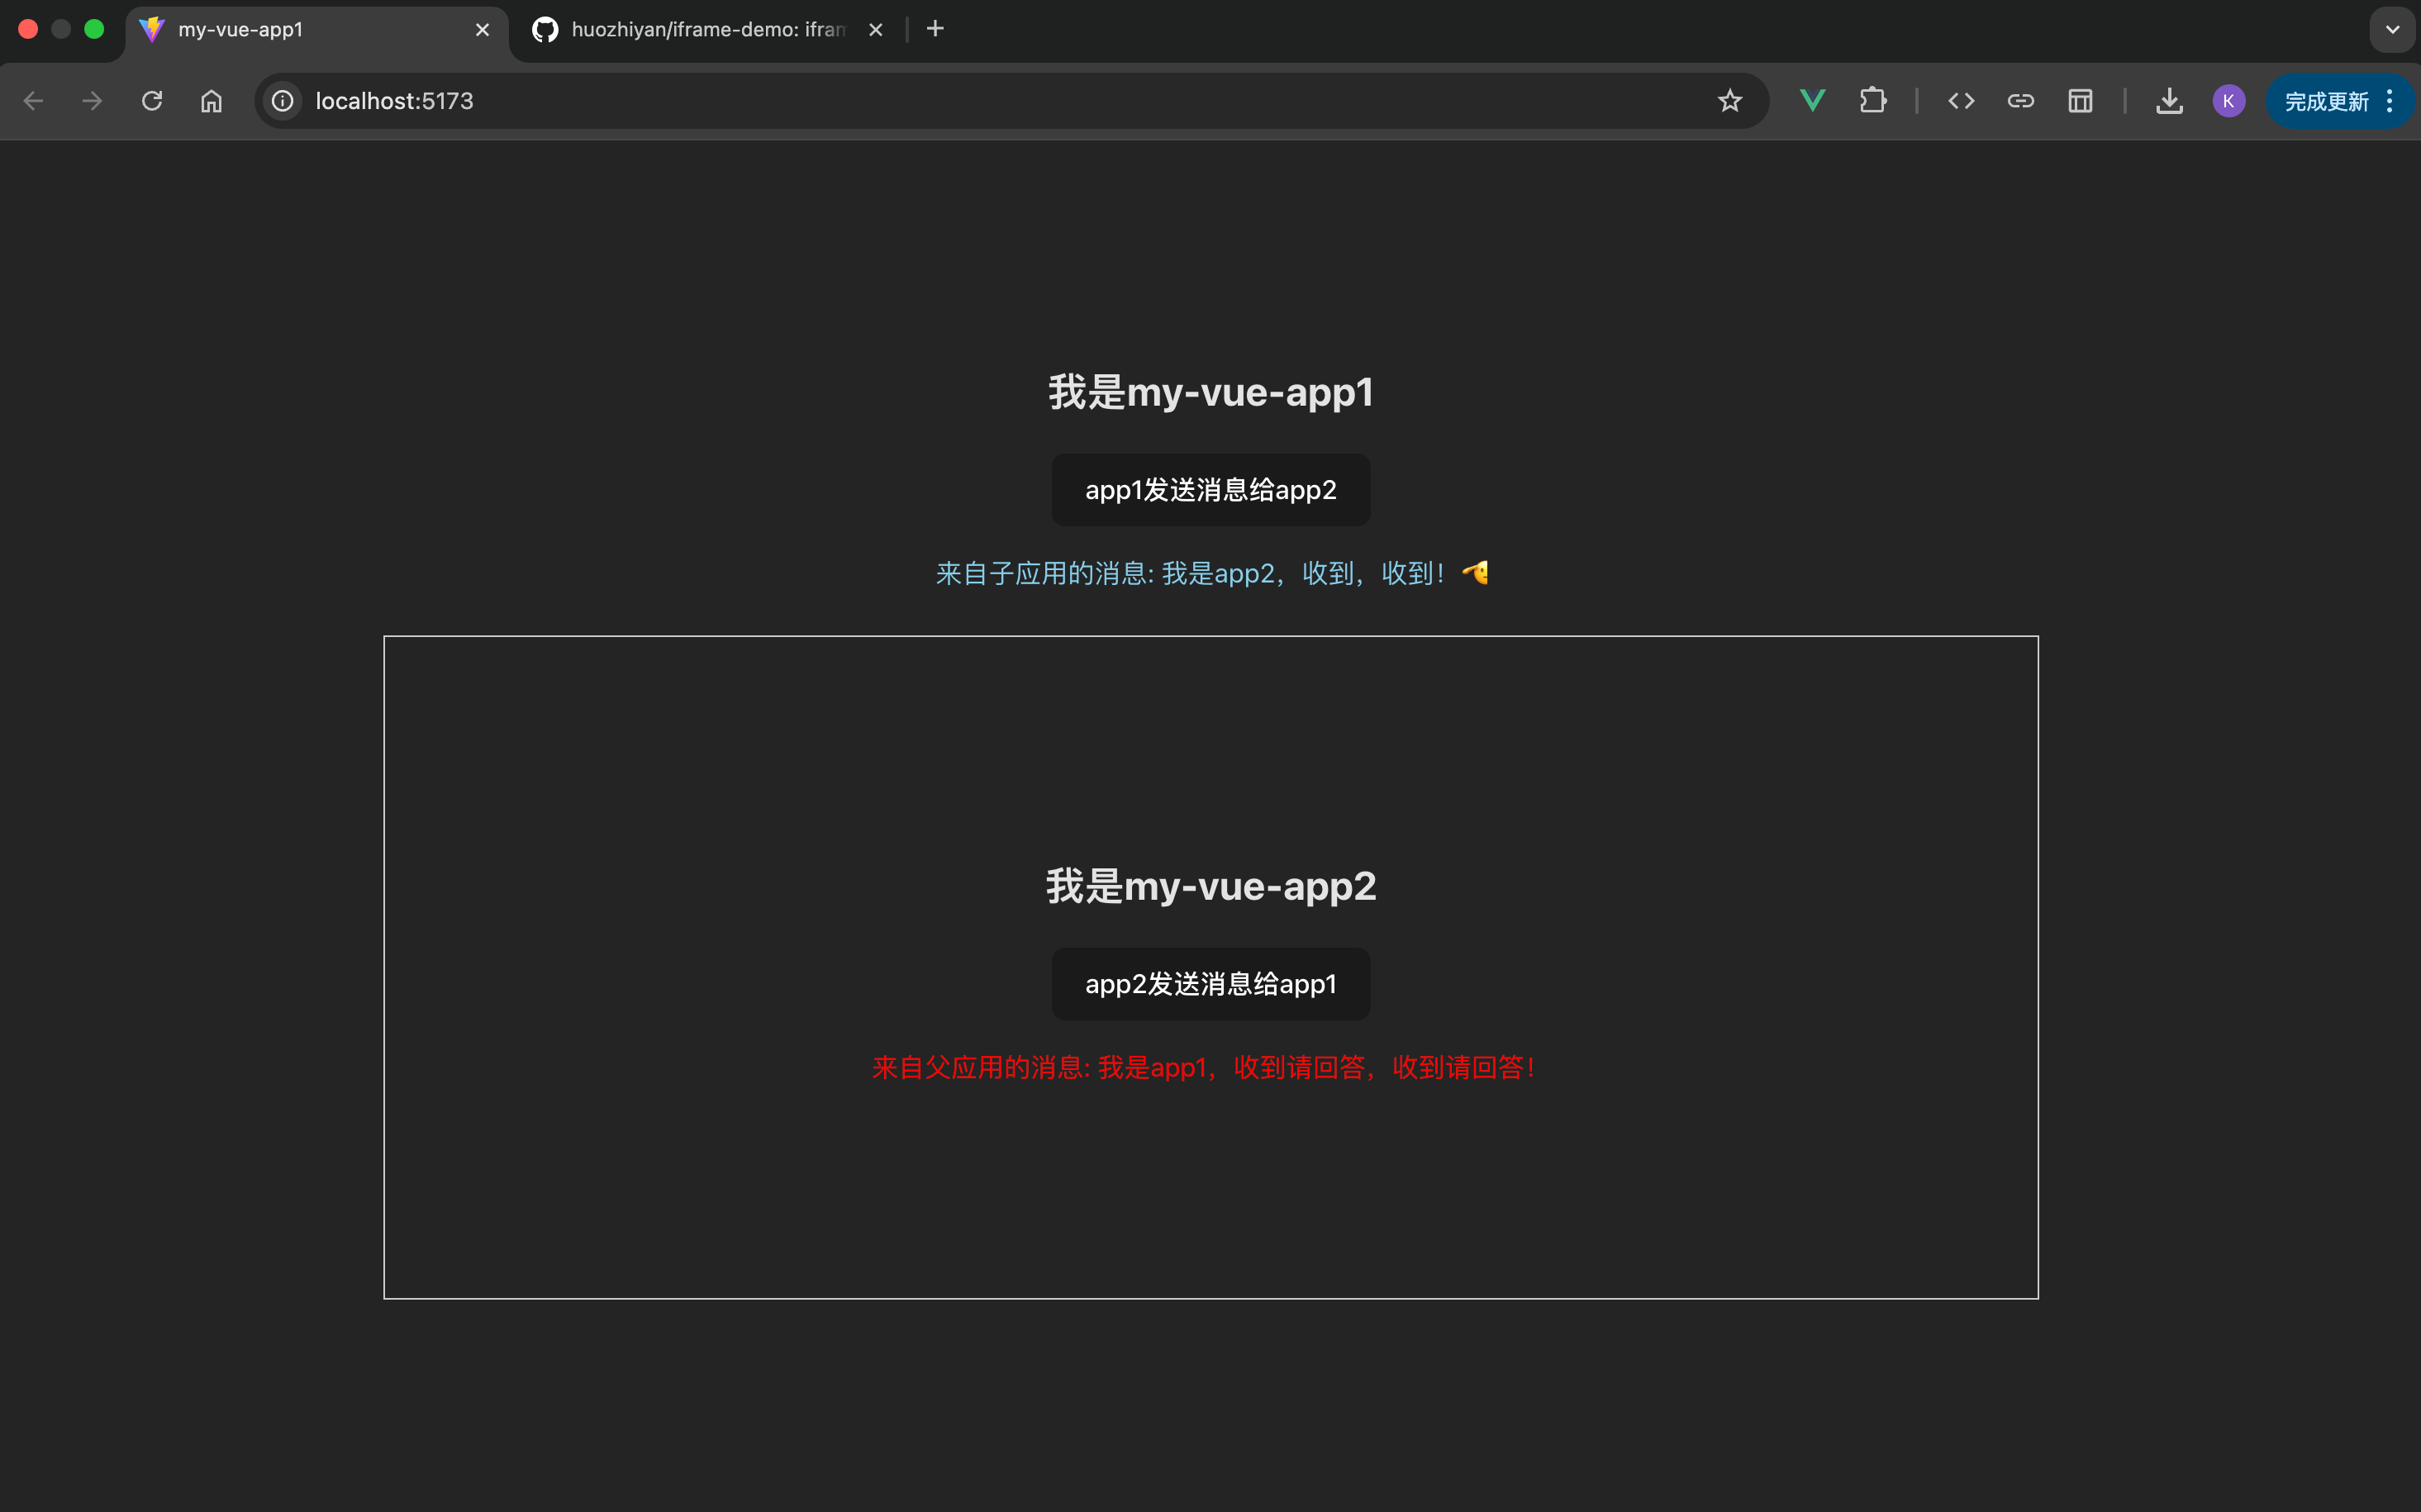 my-vue-app1
huozhiyan/iframe-demo: ifram
localhost:5173
K
完成更新
我是my-vue-app1
app1发送消息给app2
来自子应用的消息: 我是app2，收到，收到！🫡
我是my-vue-app2
app2发送消息给app1
来自父应用的消息: 我是app1，收到请回答，收到请回答！